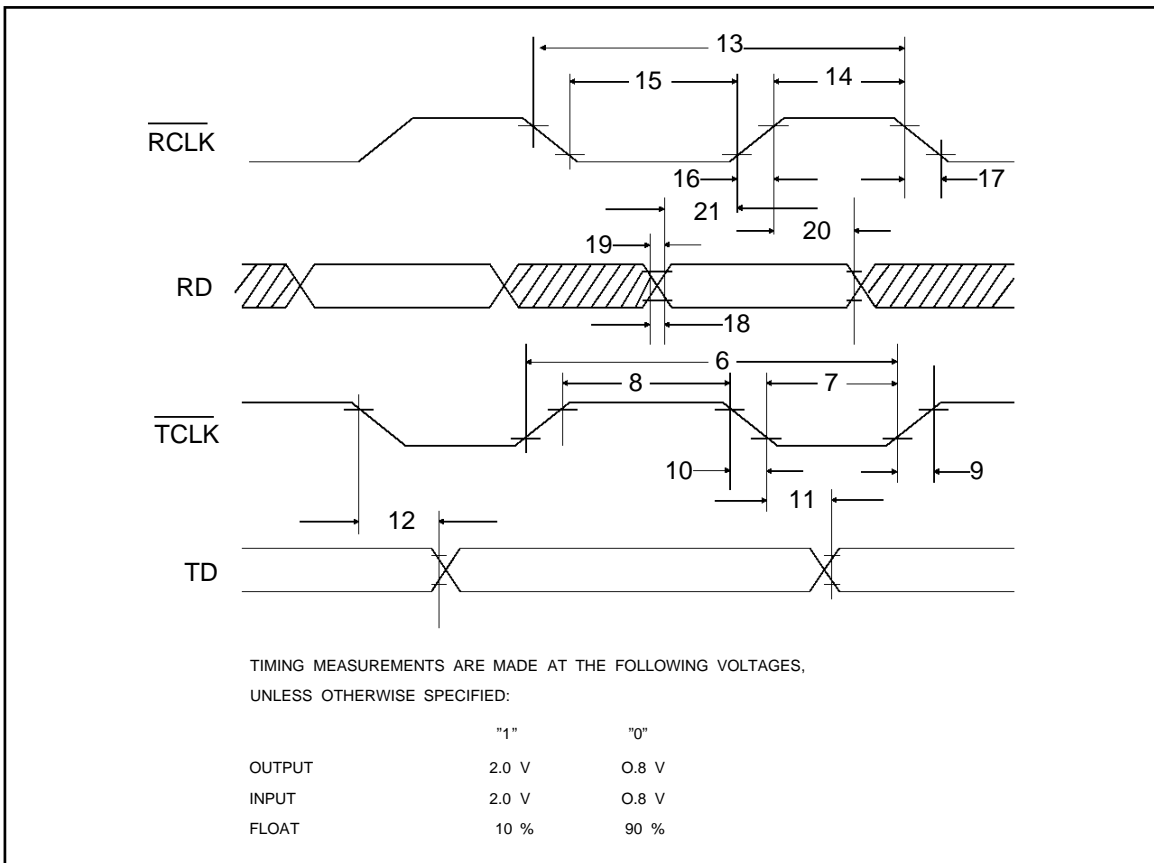 13
15 14
RCLK
16 17
21
20
19
RD
18
6
8 7
TCLK
10 9
11
12
TD
TIMING MEASUREMENTS ARE MADE AT THE FOLLOWING VOLTAGES,
UNLESS OTHERWISE SPECIFIED:
"1" "0"
OUTPUT 2.0 V O.8 V
INPUT 2.0 V O.8 V
FLOAT 10 % 90 %